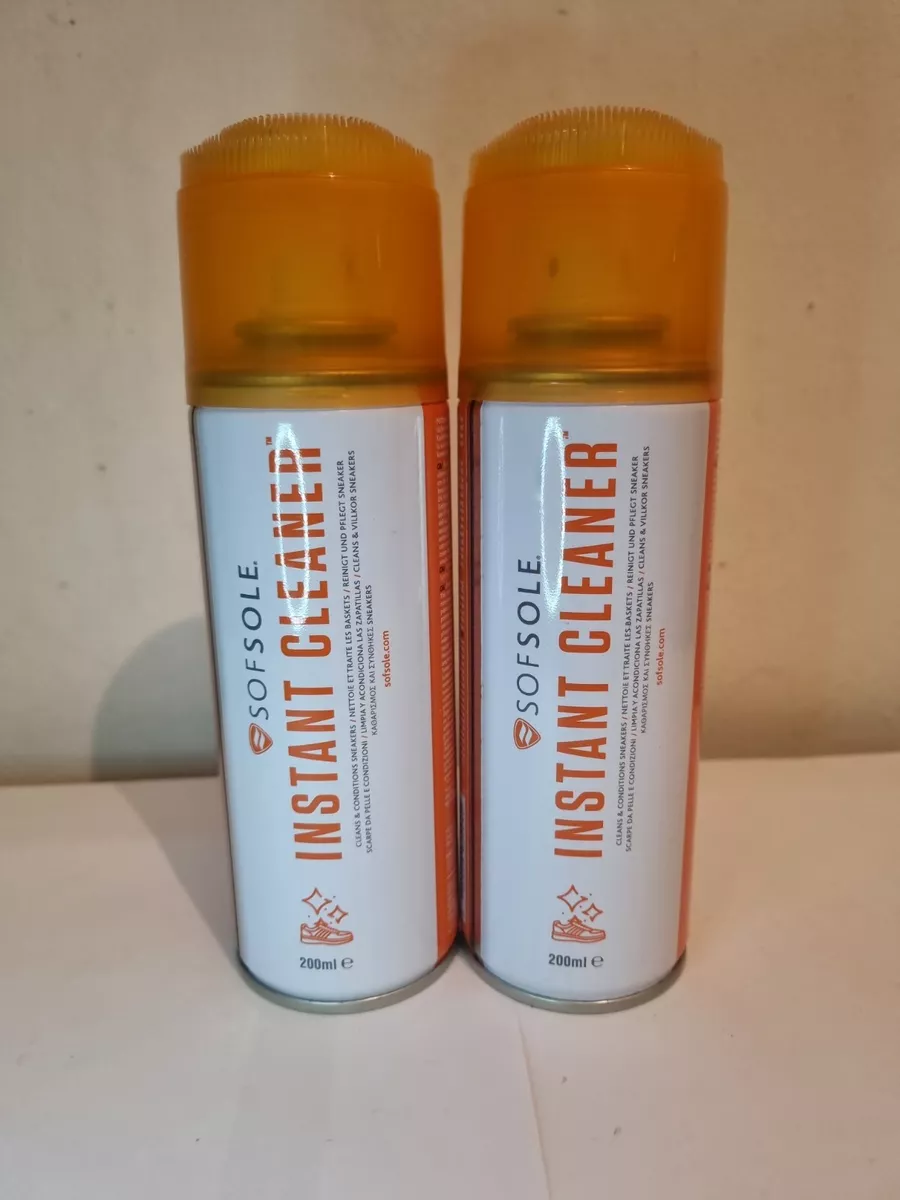 SOFSOLE.
INSTANT CLEANER™
CLEANS & CONDITIONS SNEAKERS / NETTOIE ET TRAITE LES BASKETS / REINIGT UND PFLEGT SNEAKER
SCARPE DA PELLE E CONDIZIONI / LIMPIA Y ACONDICIONA LAS ZAPATILLAS / CLEANS & VILLKOR SNEAKERS
ΚΑΘΑΡΙΣΜΟΣ ΚΑΙ ΣΥΝΘΗΚΕΣ SNEAKERS
sofsole.com
200ml ℮
SOFSOLE.
INSTANT CLEANER™
CLEANS & CONDITIONS SNEAKERS / NETTOIE ET TRAITE LES BASKETS / REINIGT UND PFLEGT SNEAKER
SCARPE DA PELLE E CONDIZIONI / LIMPIA Y ACONDICIONA LAS ZAPATILLAS / CLEANS & VILLKOR SNEAKERS
ΚΑΘΑΡΙΣΜΟΣ ΚΑΙ ΣΥΝΘΗΚΕΣ SNEAKERS
sofsole.com
200ml ℮